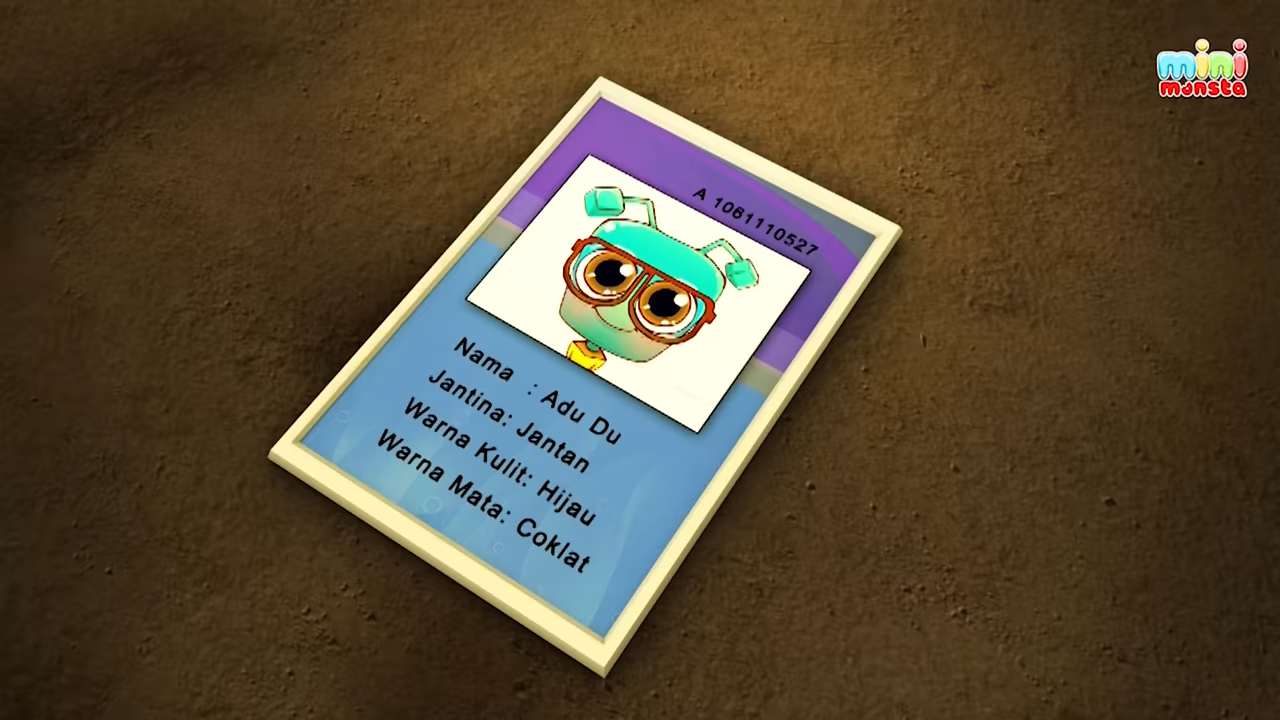 mini
monsta
A 1061110527
Nama : Adu Du
Jantina: Jantan
Warna Kulit: Hijau
Warna Mata: Coklat